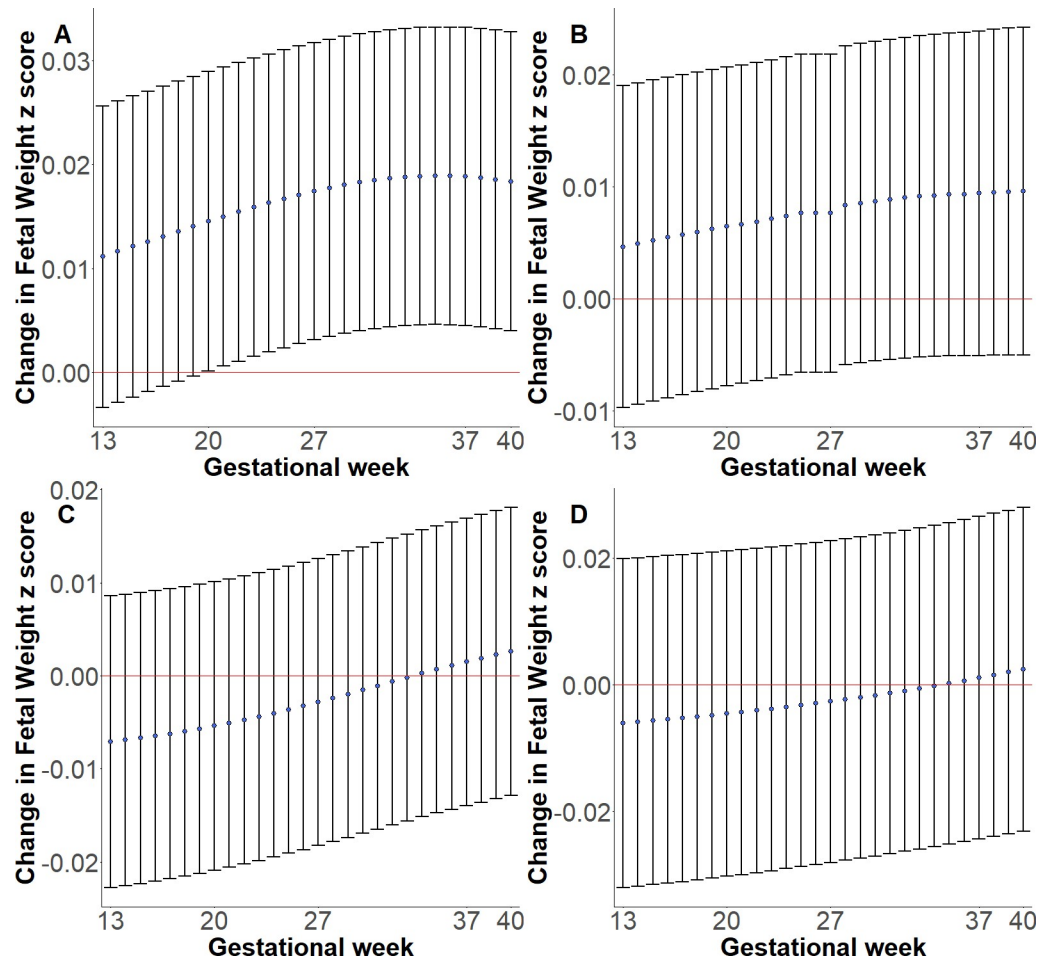 A
Change in Fetal Weight z score
0.03
0.02
0.01
0.00
13 20 27 37 40
Gestational week
B
Change in Fetal Weight z score
0.02
0.01
0.00
-0.01
13 20 27 37 40
Gestational week
C
Change in Fetal Weight z score
0.02
0.01
0.00
-0.01
-0.02
13 20 27 37 40
Gestational week
D
Change in Fetal Weight z score
0.02
0.00
-0.02
13 20 27 37 40
Gestational week